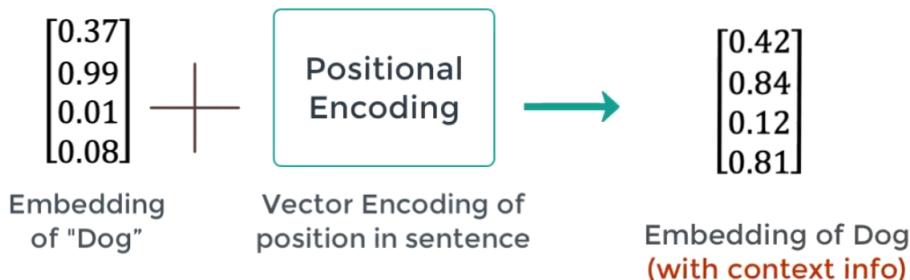 [0.37]
0.99
0.01
[0.08]
+
Positional
Encoding
[0.42]
0.84
0.12
[0.81]
Embedding
of "Dog”
Vector Encoding of
position in sentence
Embedding of Dog
(with context info)